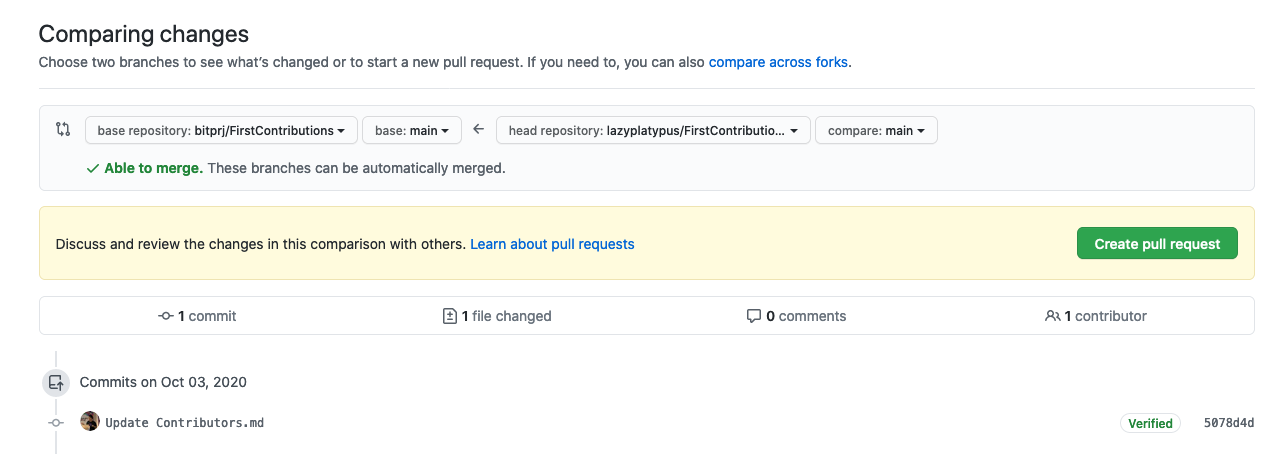 Comparing changes
Choose two branches to see what's changed or to start a new pull request. If you need to, you can also compare across forks.
base repository: bitprj/FirstContributions base: main head repository: lazyplatypus/FirstContributio... compare: main
Able to merge. These branches can be automatically merged.
Discuss and review the changes in this comparison with others. Learn about pull requests Create pull request
1 commit 1 file changed 0 comments 1 contributor
Commits on Oct 03, 2020
Update Contributors.md Verified 5078d4d